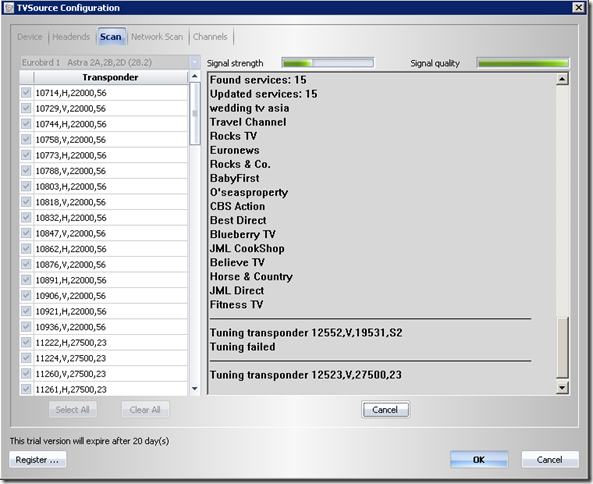 TVSource Configuration
Device Headends Scan Network Scan Channels
Eurobird 1 Astra 2A,2B,2D (28.2)
Signal strength
Signal quality
Transponder
10714,H,22000,56
10729,V,22000,56
10744,H,22000,56
10758,V,22000,56
10773,H,22000,56
10788,V,22000,56
10803,H,22000,56
10818,V,22000,56
10832,H,22000,56
10847,V,22000,56
10862,H,22000,56
10876,V,22000,56
10891,H,22000,56
10906,V,22000,56
10921,H,22000,56
10936,V,22000,56
11222,H,27500,23
11224,V,27500,23
11260,V,27500,23
11261,H,27500,23
Found services: 15
Updated services: 15
wedding tv asia
Travel Channel
Rocks TV
Euronews
Rocks & Co.
BabyFirst
O'seasproperty
CBS Action
Best Direct
Blueberry TV
JML CookShop
Believe TV
Horse & Country
JML Direct
Fitness TV
Tuning transponder 12552,V,19531,S2
Tuning failed
Tuning transponder 12523,V,27500,23
Select All
Clear All
Cancel
This trial version will expire after 20 day(s)
Register ...
OK
Cancel